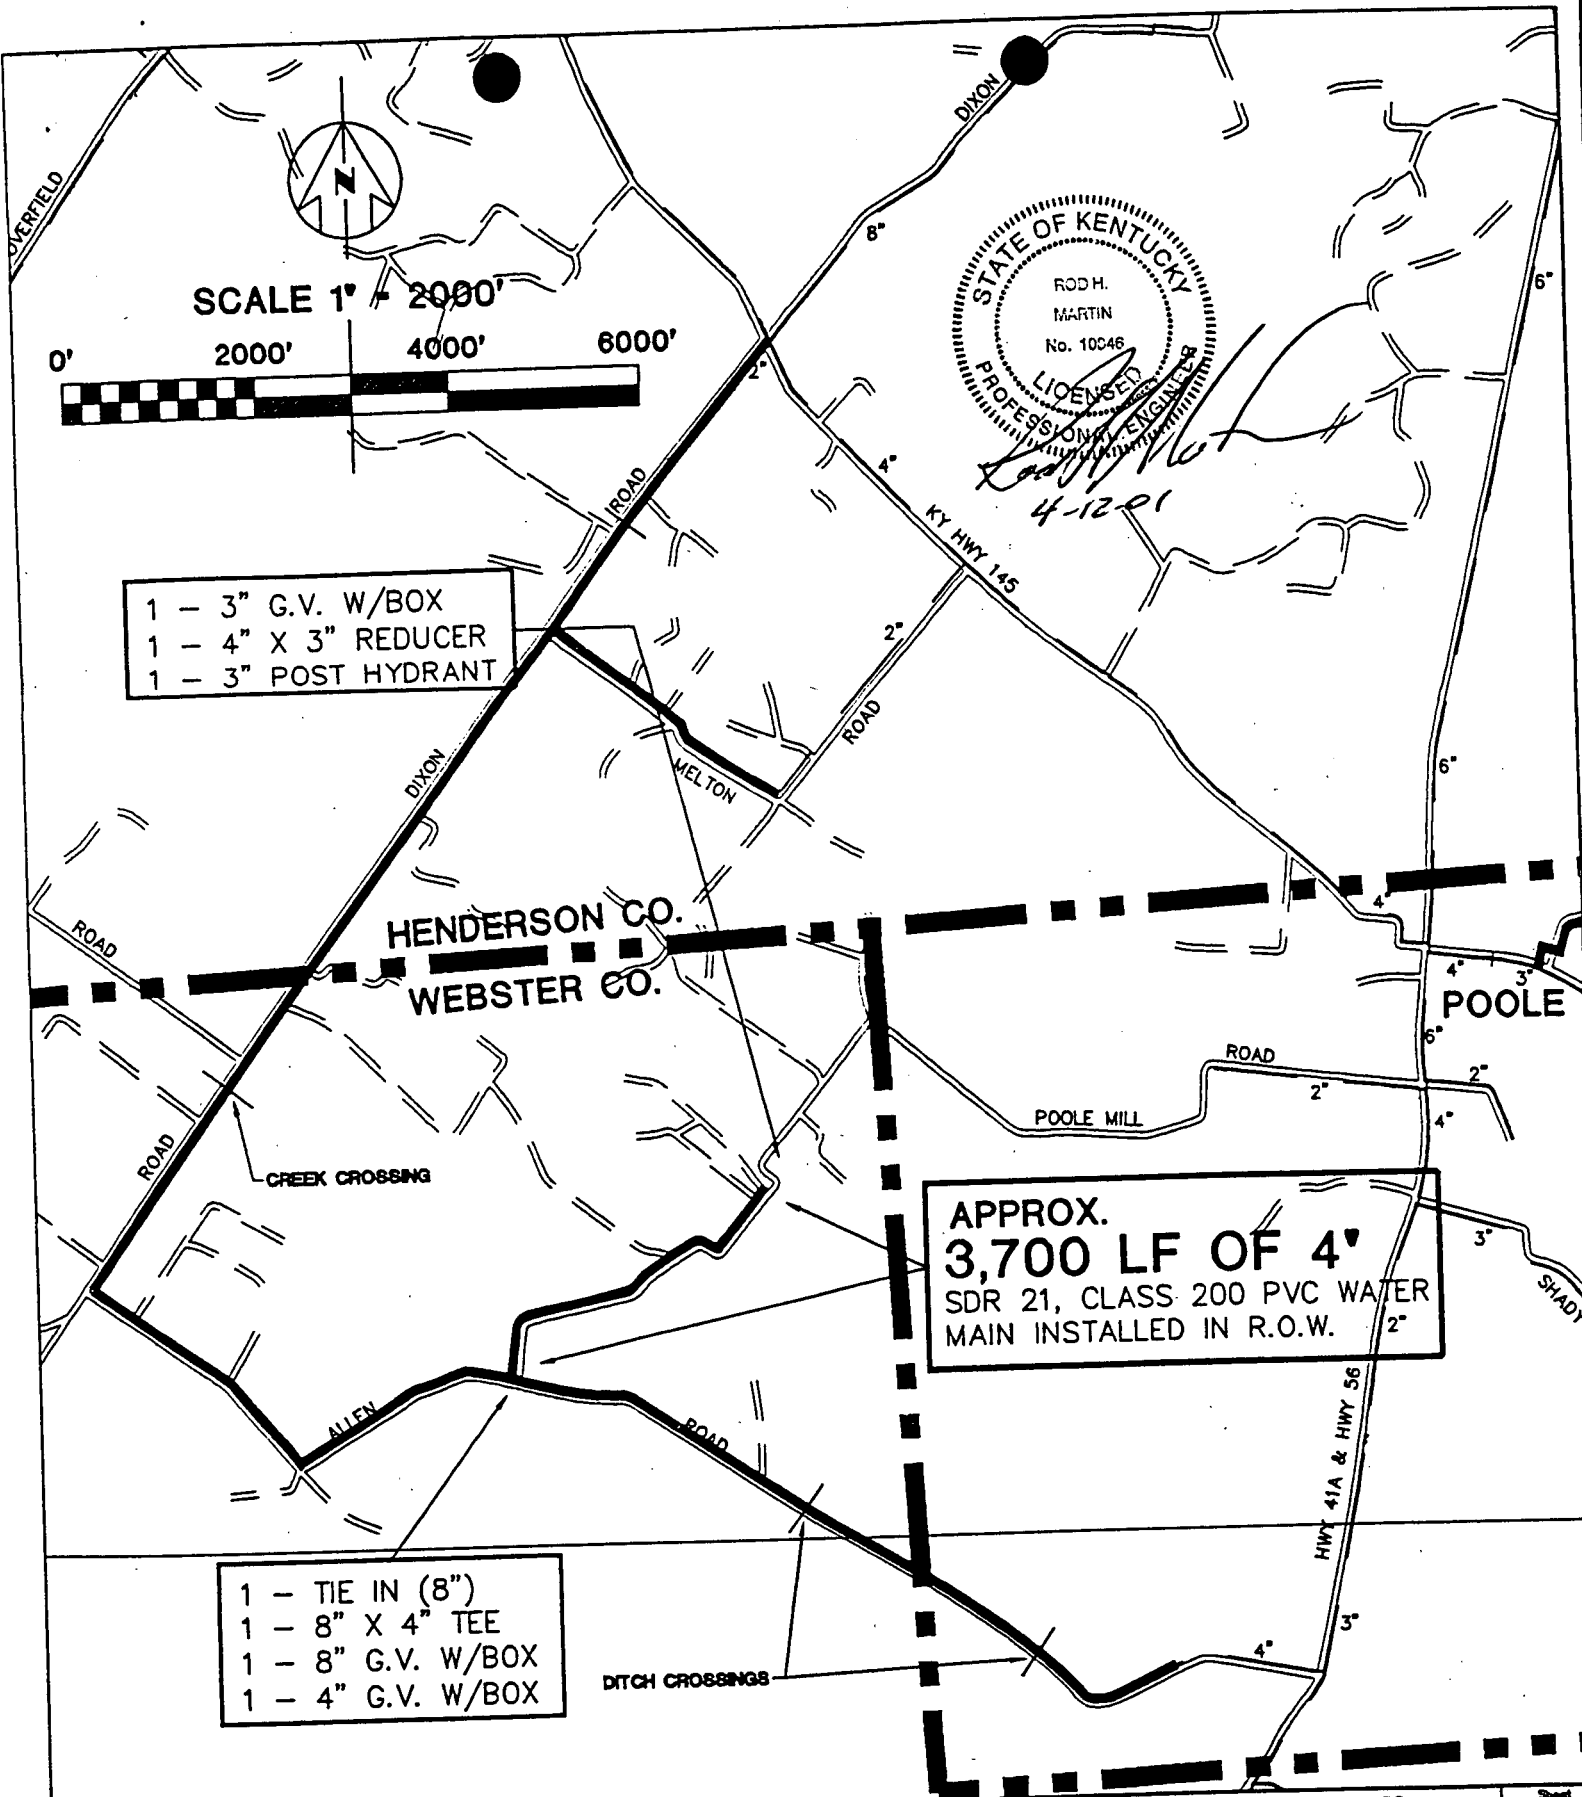 OVERFIELD
N
SCALE 1" = 2000'
0' 2000' 4000' 6000'
DIXON
8"
STATE OF KENTUCKY
ROD H.
MARTIN
No. 10046
LICENSED
PROFESSIONAL ENGINEER
4-12-01
6"
2"
4"
ROAD
KY HWY 145
1 - 3" G.V. W/BOX
1 - 4" X 3" REDUCER
1 - 3" POST HYDRANT
2"
ROAD
DIXON
MELTON
6"
HENDERSON CO.
WEBSTER CO.
ROAD
4"
4"
3"
POOLE
6"
ROAD
2"
2"
POOLE MILL
4"
ROAD
CREEK CROSSING
APPROX.
3,700 LF OF 4"
SDR 21, CLASS 200 PVC WATER
MAIN INSTALLED IN R.O.W.
2"
3"
SHADY
ALLEN
ROAD
HWY 41A & HWY 56
1 - TIE IN (8")
1 - 8" X 4" TEE
1 - 8" G.V. W/BOX
1 - 4" G.V. W/BOX
DITCH CROSSINGS
3"
4"
Sheet